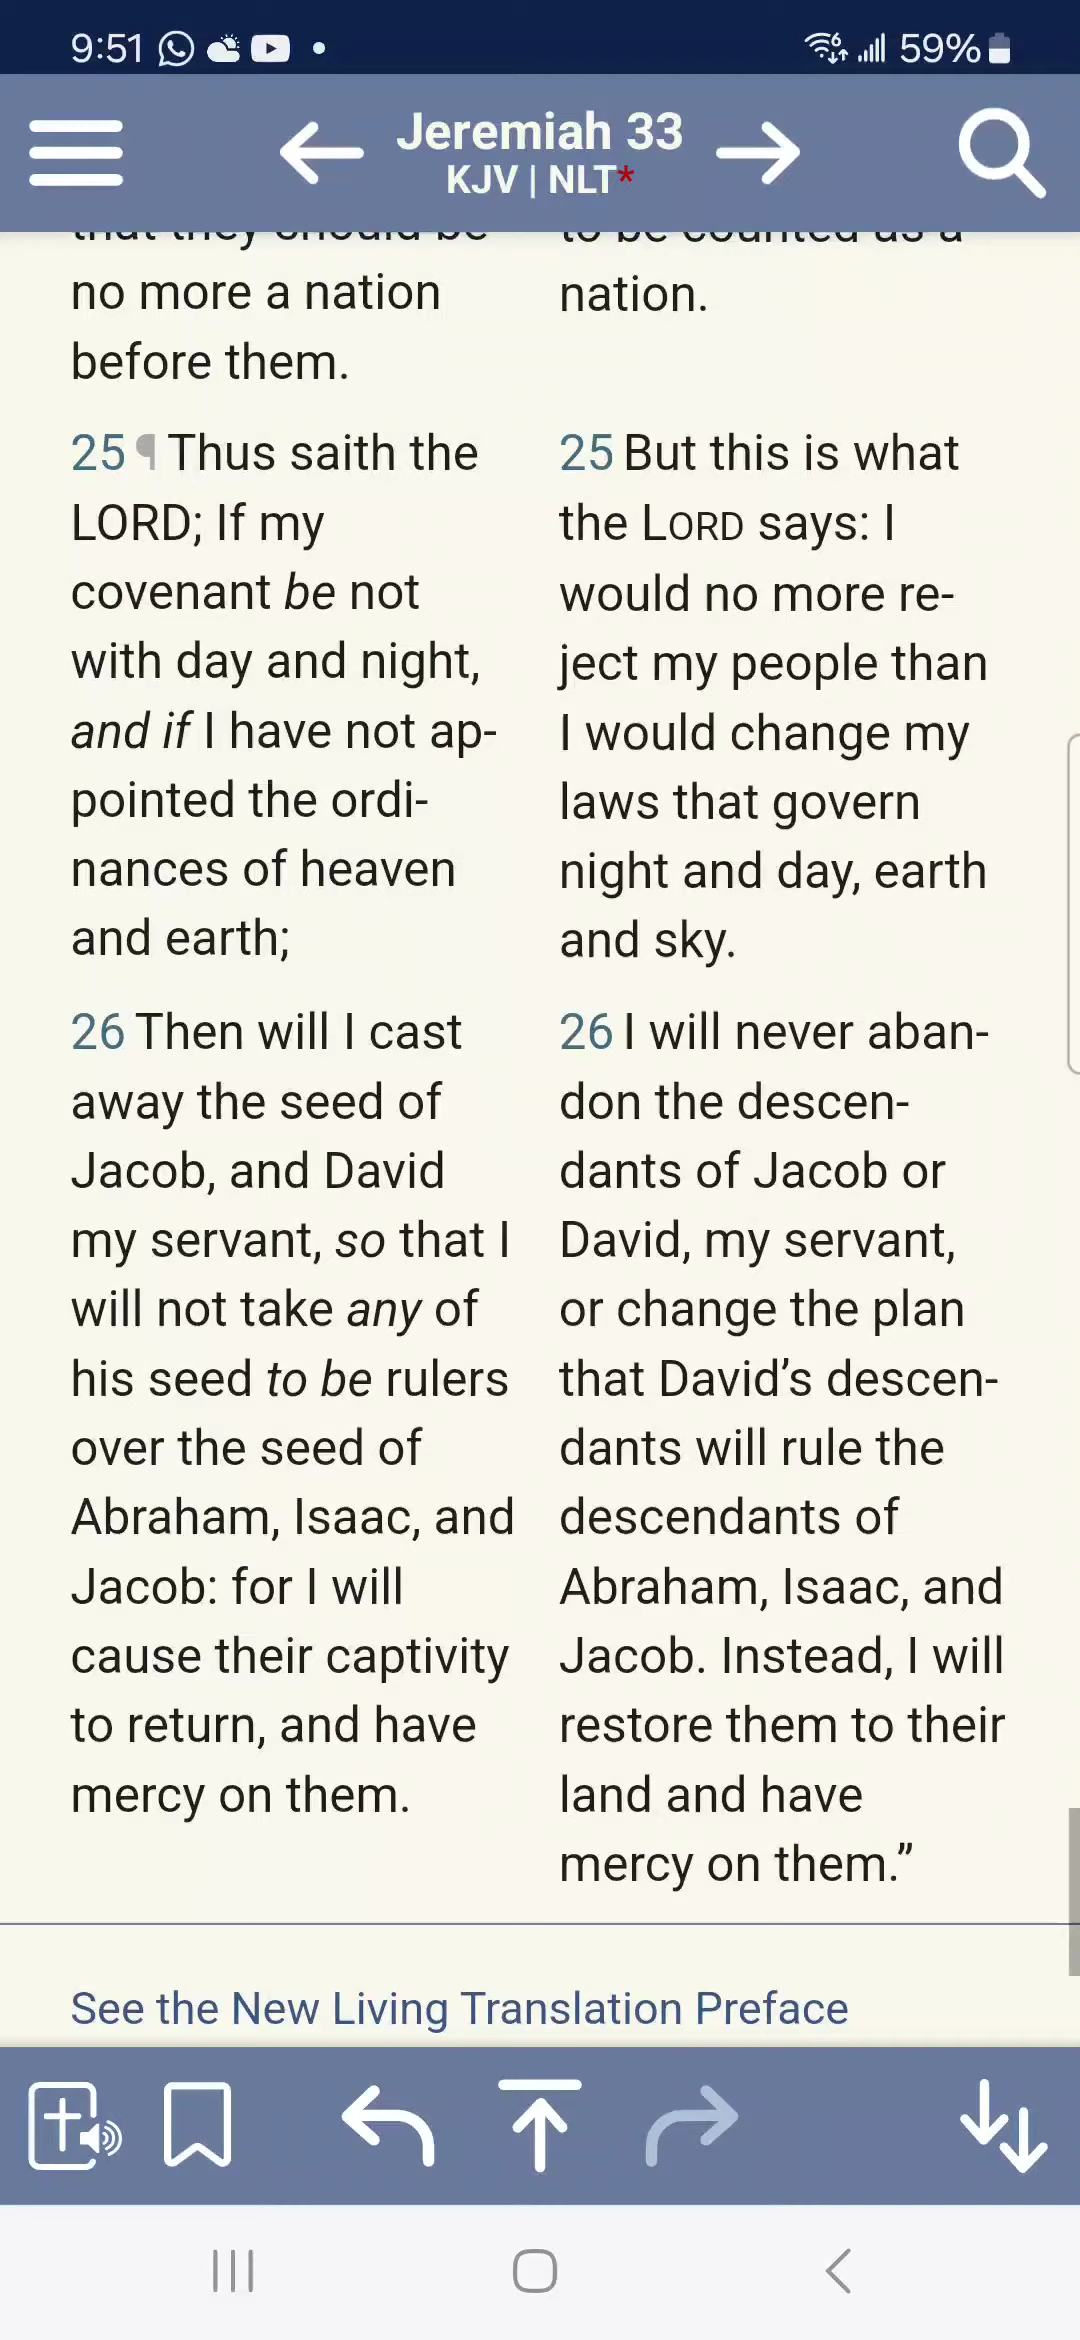 9:51 59%
Jeremiah 33
KJV | NLT*
that they should be
no more a nation
before them.
25 ¶ Thus saith the
LORD; If my
covenant be not
with day and night,
and if I have not ap-
pointed the ordi-
nances of heaven
and earth;
26 Then will I cast
away the seed of
Jacob, and David
my servant, so that I
will not take any of
his seed to be rulers
over the seed of
Abraham, Isaac, and
Jacob: for I will
cause their captivity
to return, and have
mercy on them.
to be counted as a
nation.
25 But this is what
the LORD says: I
would no more re-
ject my people than
I would change my
laws that govern
night and day, earth
and sky.
26 I will never aban-
don the descen-
dants of Jacob or
David, my servant,
or change the plan
that David’s descen-
dants will rule the
descendants of
Abraham, Isaac, and
Jacob. Instead, I will
restore them to their
land and have
mercy on them.”
See the New Living Translation Preface